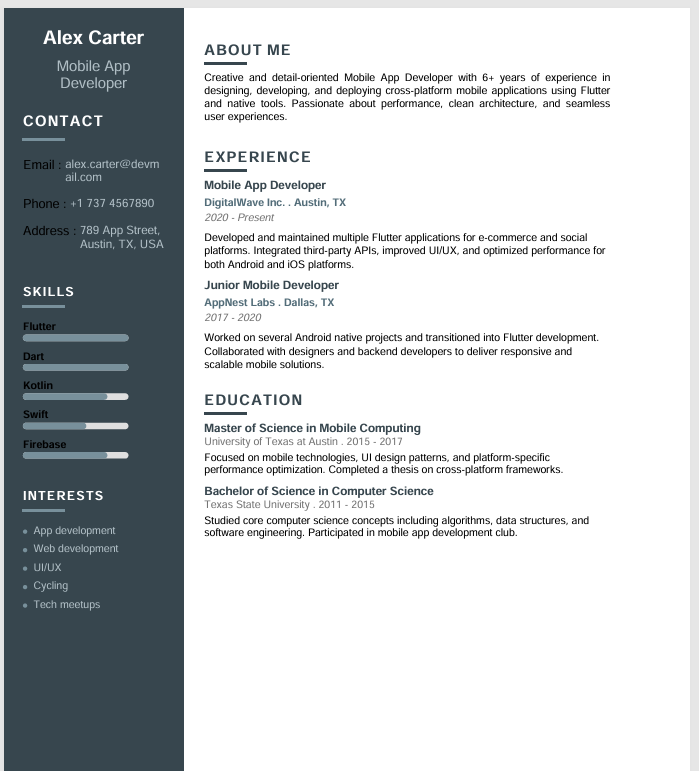 Alex Carter
Mobile App
Developer
CONTACT
Email : alex.carter@devm
ail.com
Phone : +1 737 4567890
Address : 789 App Street,
Austin, TX, USA
SKILLS
Flutter
Dart
Kotlin
Swift
Firebase
INTERESTS
App development
Web development
UI/UX
Cycling
Tech meetups
ABOUT ME
Creative and detail-oriented Mobile App Developer with 6+ years of experience in
designing, developing, and deploying cross-platform mobile applications using Flutter
and native tools. Passionate about performance, clean architecture, and seamless
user experiences.
EXPERIENCE
Mobile App Developer
DigitalWave Inc. . Austin, TX
2020 - Present
Developed and maintained multiple Flutter applications for e-commerce and social
platforms. Integrated third-party APIs, improved UI/UX, and optimized performance for
both Android and iOS platforms.
Junior Mobile Developer
AppNest Labs . Dallas, TX
2017 - 2020
Worked on several Android native projects and transitioned into Flutter development.
Collaborated with designers and backend developers to deliver responsive and
scalable mobile solutions.
EDUCATION
Master of Science in Mobile Computing
University of Texas at Austin . 2015 - 2017
Focused on mobile technologies, UI design patterns, and platform-specific
performance optimization. Completed a thesis on cross-platform frameworks.
Bachelor of Science in Computer Science
Texas State University . 2011 - 2015
Studied core computer science concepts including algorithms, data structures, and
software engineering. Participated in mobile app development club.